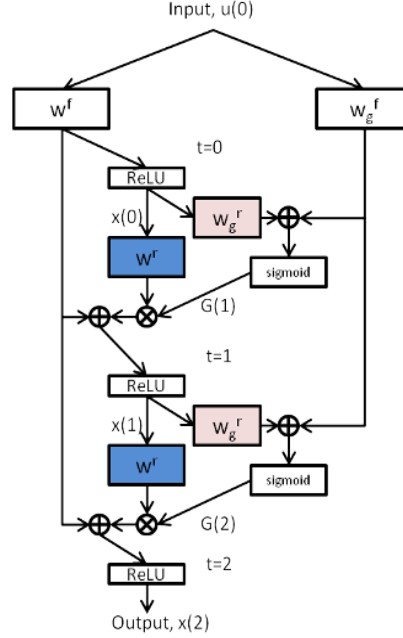 Input, u(0)
w^f
w_g^f
t=0
ReLU
x(0)
w_g^r
w^r
sigmoid
G(1)
t=1
ReLU
x(1)
w_g^r
w^r
sigmoid
G(2)
t=2
ReLU
Output, x(2)